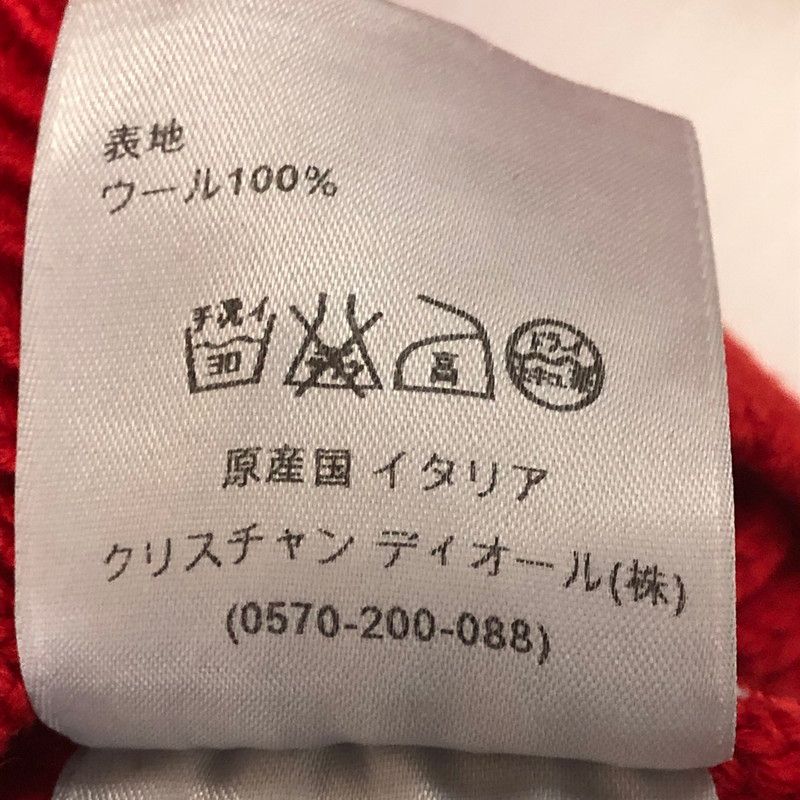 表地
ウール100%
手洗イ
30
高
ドライ
原産国 イタリア
クリスチャン ディオール(株)
(0570-200-088)